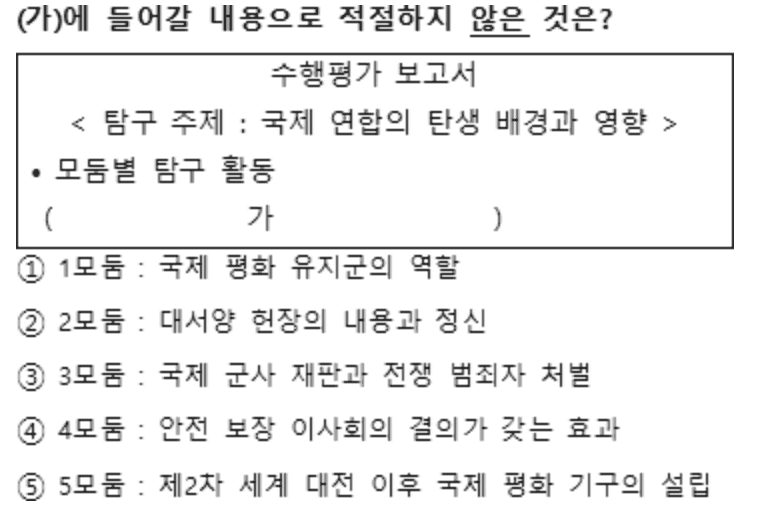 (가)에 들어갈 내용으로 적절하지 않은 것은?
수행평가 보고서
< 탐구 주제 : 국제 연합의 탄생 배경과 영향 >
• 모둠별 탐구 활동
( 가 )
① 1모둠 : 국제 평화 유지군의 역할
② 2모둠 : 대서양 헌장의 내용과 정신
③ 3모둠 : 국제 군사 재판과 전쟁 범죄자 처벌
④ 4모둠 : 안전 보장 이사회의 결의가 갖는 효과
⑤ 5모둠 : 제2차 세계 대전 이후 국제 평화 기구의 설립